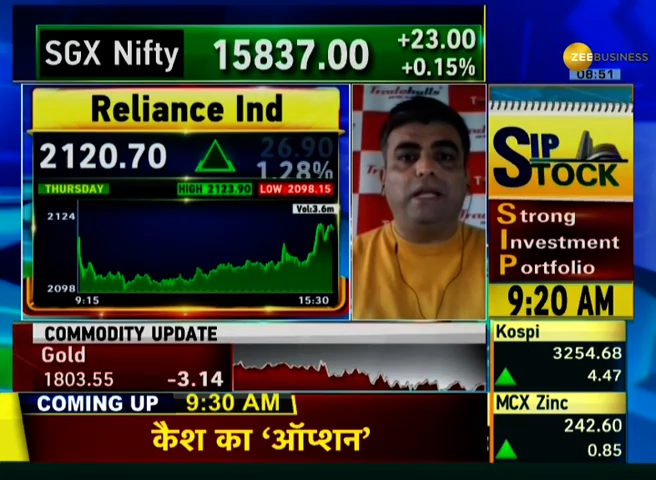 SGX Nifty 15837.00 +23.00
+0.15%
ZEEBUSINESS
08:51
Reliance Ind
2120.70 26.90
1.28%
THURSDAY HIGH 2123.90 LOW 2098.15
Vol:3.6m
2124
2098
9:15 15:30
Tradebulls
SIP
STOCK
Strong
Investment
Portfolio
9:20 AM
COMMODITY UPDATE
Gold
1803.55 -3.14
COMING UP 9:30 AM
कैश का ‘ऑप्शन’
Kospi
3254.68
4.47
MCX Zinc
242.60
0.85